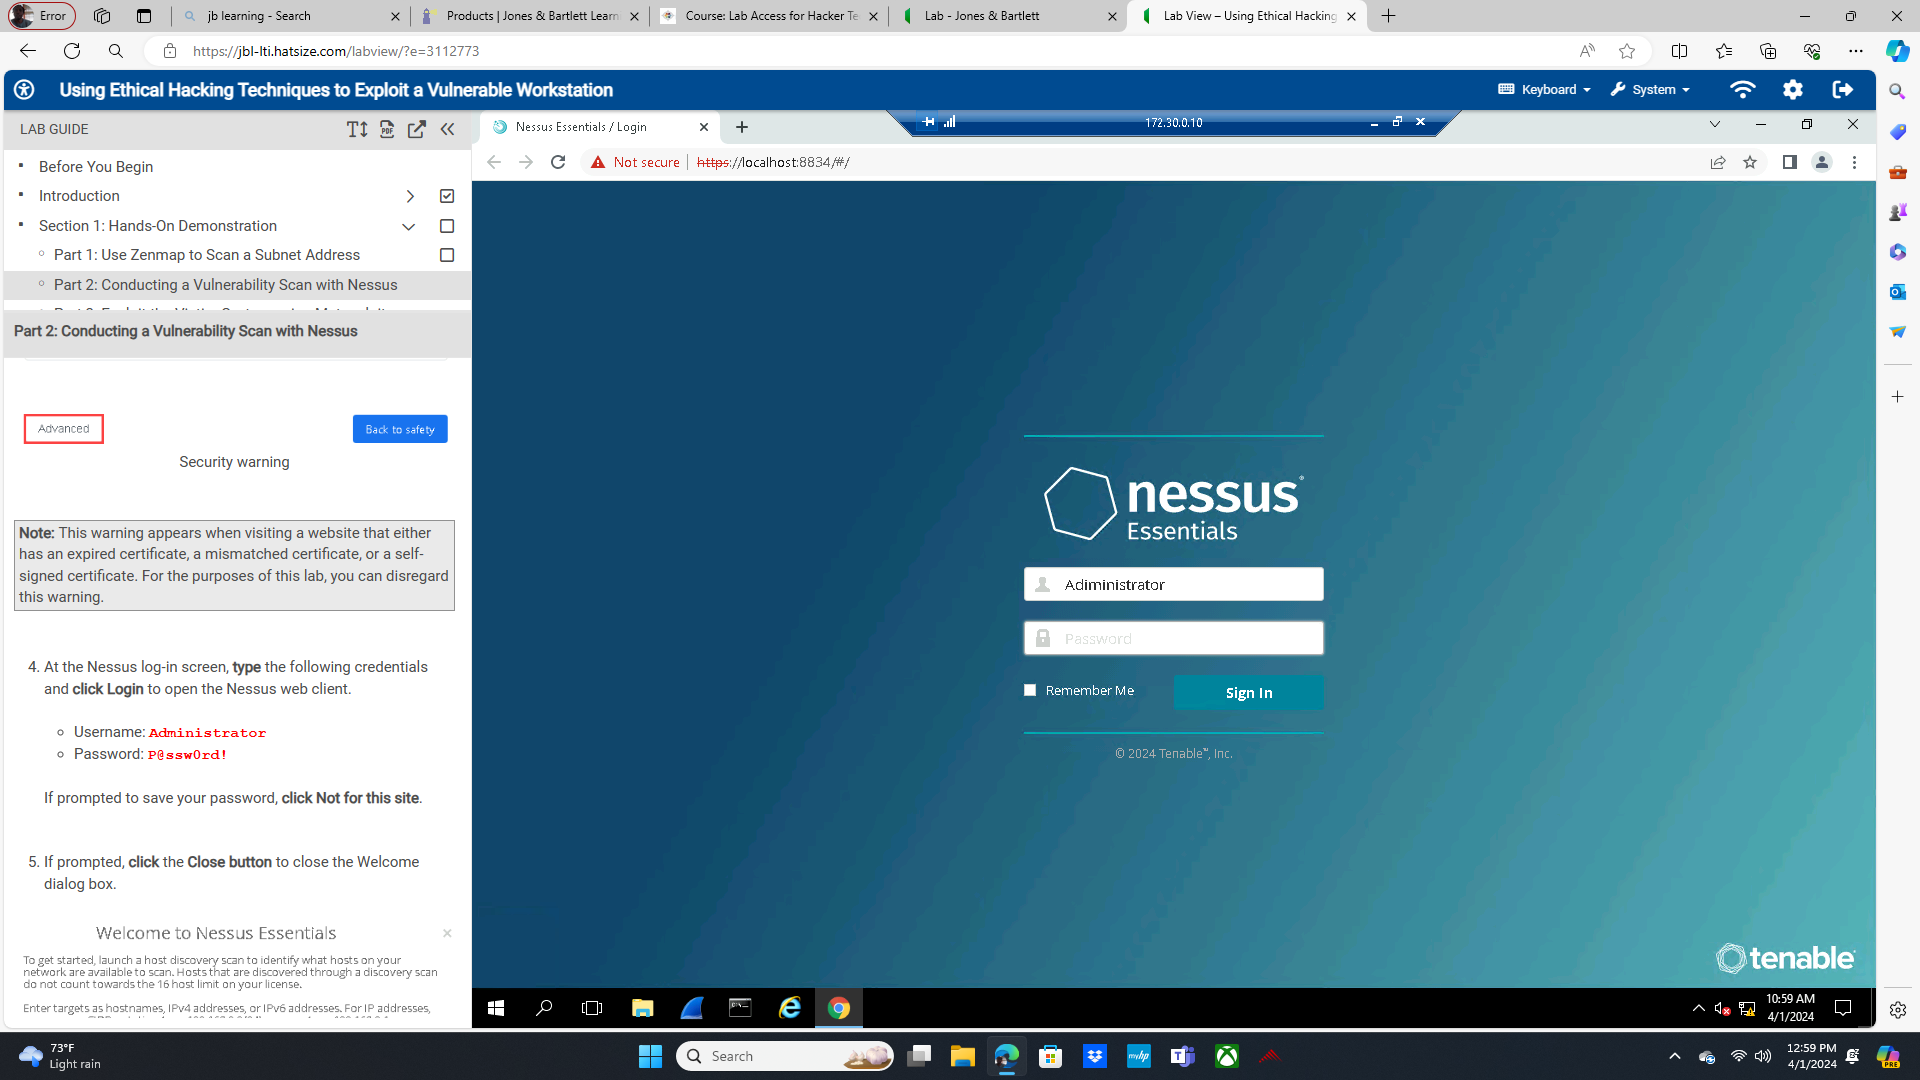 Error
jb learning - Search
Products | Jones & Bartlett Learni
Course: Lab Access for Hacker Te
Lab - Jones & Bartlett
Lab View – Using Ethical Hacking
https://jbl-lti.hatsize.com/labview/?e=3112773
Using Ethical Hacking Techniques to Exploit a Vulnerable Workstation
Keyboard
System
LAB GUIDE
Before You Begin
Introduction
Section 1: Hands-On Demonstration
Part 1: Use Zenmap to Scan a Subnet Address
Part 2: Conducting a Vulnerability Scan with Nessus
Part 2: Conducting a Vulnerability Scan with Nessus
Advanced
Back to safety
Security warning
Note: This warning appears when visiting a website that either
has an expired certificate, a mismatched certificate, or a self-
signed certificate. For the purposes of this lab, you can disregard
this warning.
4. At the Nessus log-in screen, type the following credentials
and click Login to open the Nessus web client.
Username: Administrator
Password: P@ssw0rd!
If prompted to save your password, click Not for this site.
5. If prompted, click the Close button to close the Welcome
dialog box.
Welcome to Nessus Essentials
To get started, launch a host discovery scan to identify what hosts on your
network are available to scan. Hosts that are discovered through a discovery scan
do not count towards the 16 host limit on your license.
Enter targets as hostnames, IPv4 addresses, or IPv6 addresses. For IP addresses,
Nessus Essentials / Login
172.30.0.10
Not secure
https://localhost:8834/#/
nessus
Essentials
Adiministrator
Password
Remember Me
Sign In
© 2024 Tenable™, Inc.
tenable
10:59 AM
4/1/2024
73°F
Light rain
Search
myhp
12:59 PM
4/1/2024
PRE